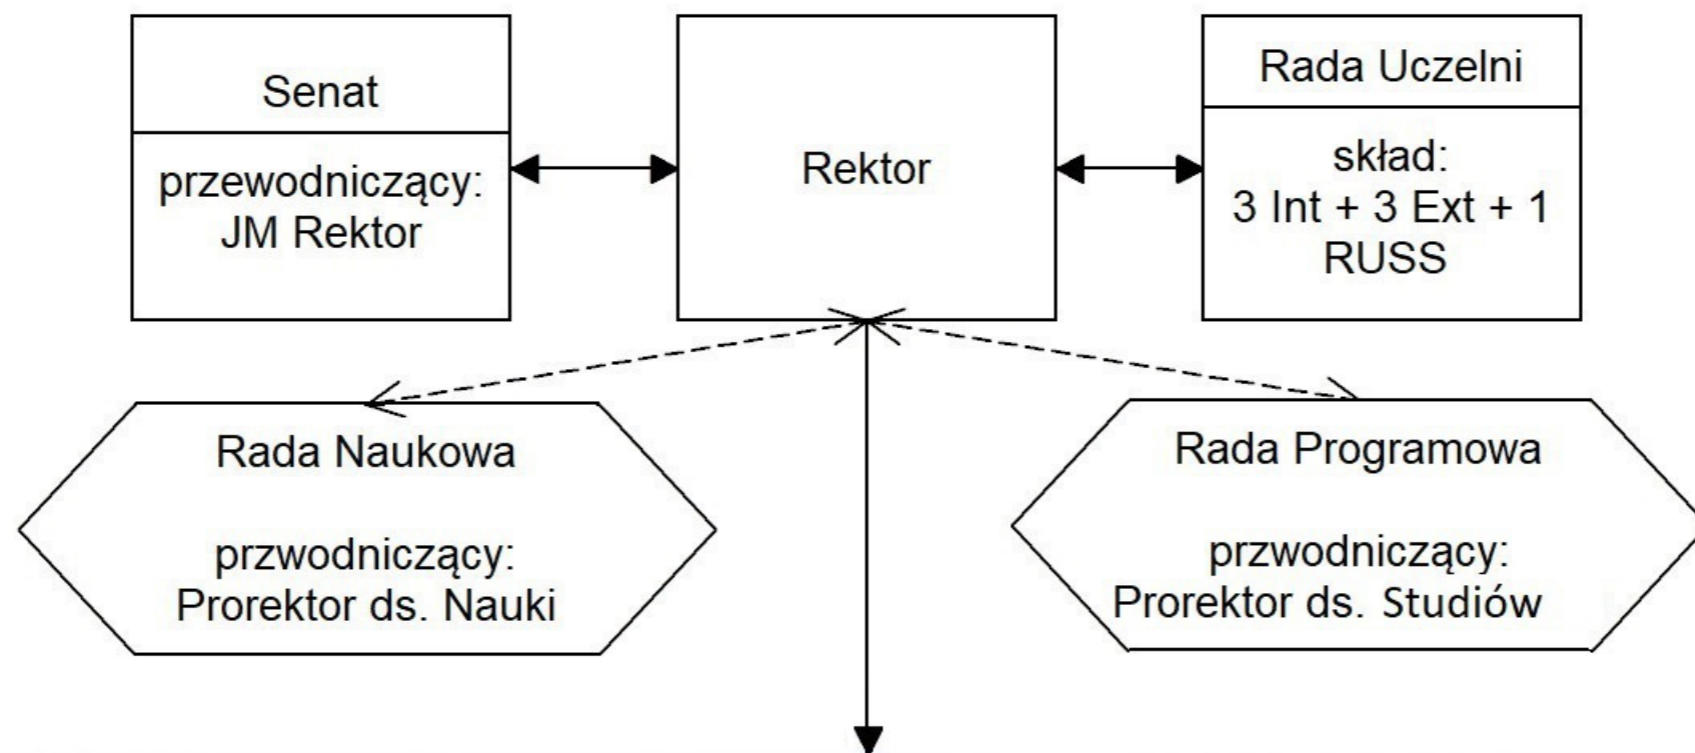 Senat
przewodniczący:
JM Rektor
Rektor
Rada Uczelni
skład:
3 Int + 3 Ext + 1
RUSS
Rada Naukowa
przwodniczący:
Prorektor ds. Nauki
Rada Programowa
przwodniczący:
Prorektor ds. Studiów